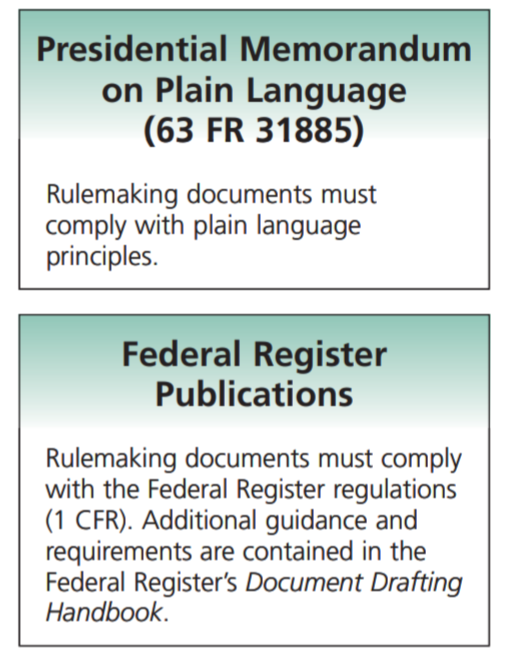 Presidential Memorandum
on Plain Language
(63 FR 31885)
Rulemaking documents must
comply with plain language
principles.
Federal Register
Publications
Rulemaking documents must comply
with the Federal Register regulations
(1 CFR). Additional guidance and
requirements are contained in the
Federal Register’s Document Drafting
Handbook.